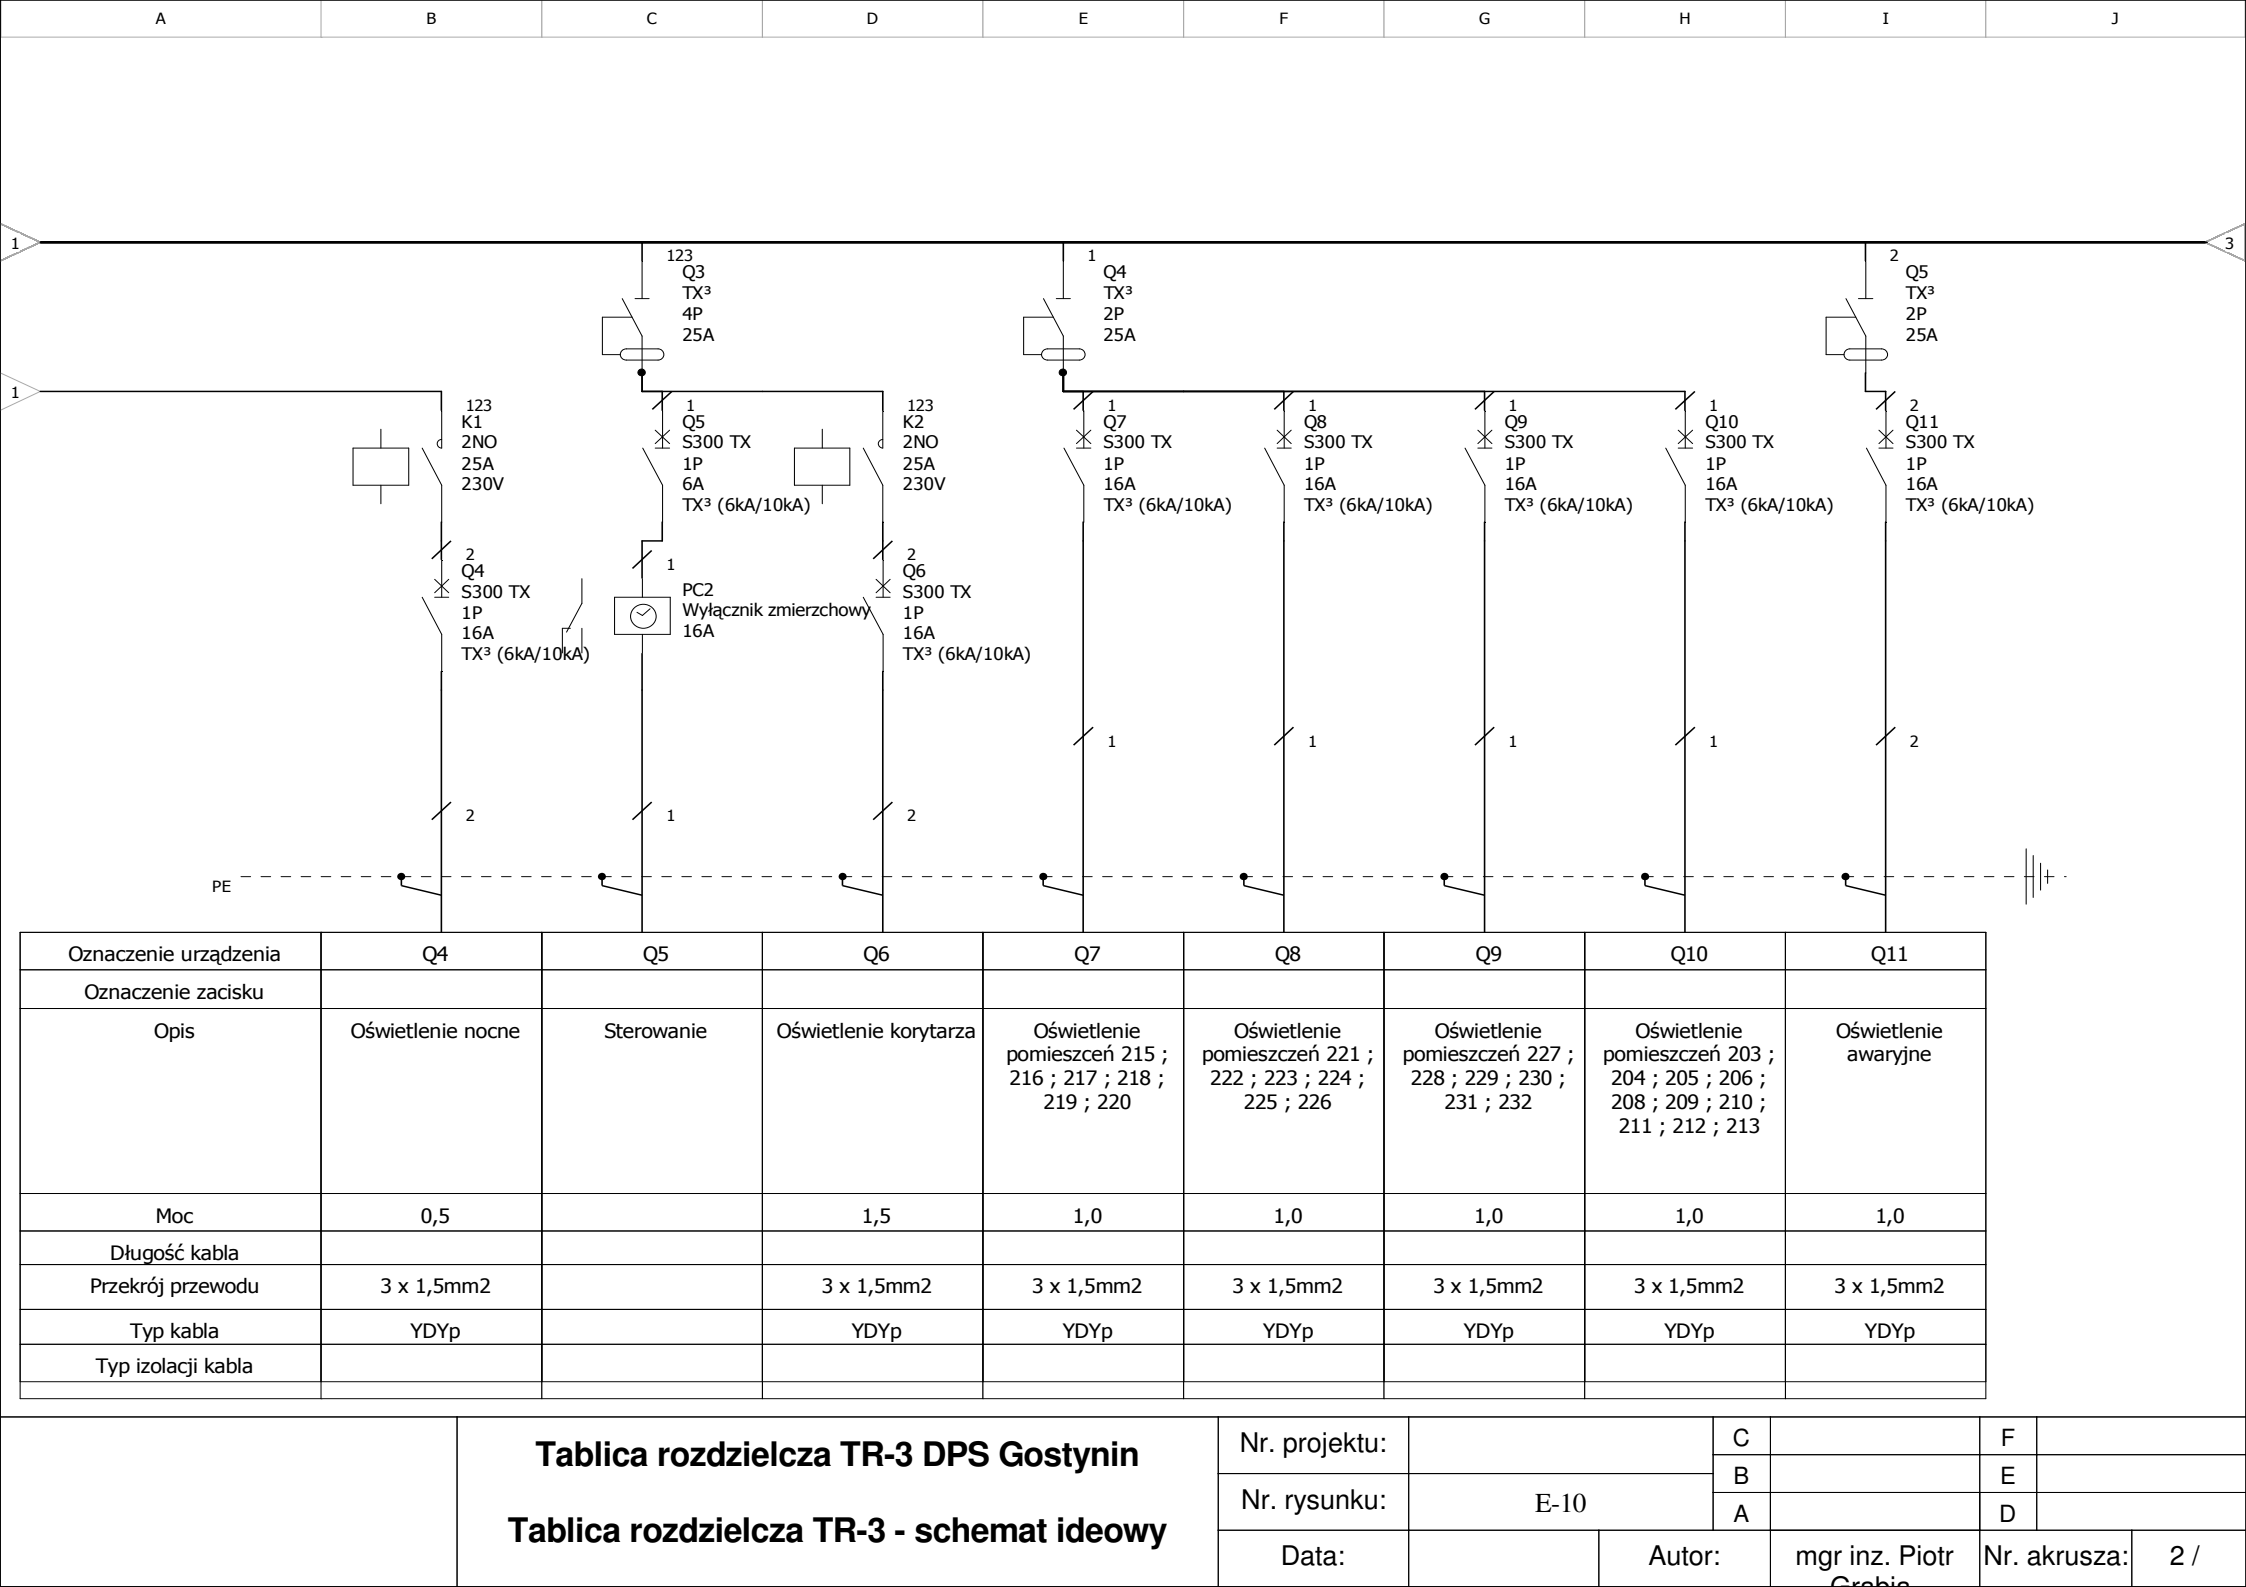 A B C D E F G H I J
1
3
123
Q3
TX³
4P
25A
1
Q4
TX³
2P
25A
2
Q5
TX³
2P
25A
1
123
K1
2NO
25A
230V
1
Q5
S300 TX
1P
6A
TX³ (6kA/10kA)
123
K2
2NO
25A
230V
1
Q7
S300 TX
1P
16A
TX³ (6kA/10kA)
1
Q8
S300 TX
1P
16A
TX³ (6kA/10kA)
1
Q9
S300 TX
1P
16A
TX³ (6kA/10kA)
1
Q10
S300 TX
1P
16A
TX³ (6kA/10kA)
2
Q11
S300 TX
1P
16A
TX³ (6kA/10kA)
2
Q4
S300 TX
1P
16A
TX³ (6kA/10kA)
1
PC2
Wyłącznik zmierzchowy
16A
2
Q6
S300 TX
1P
16A
TX³ (6kA/10kA)
1 1 1 1 2
2 1 2
PE
Oznaczenie urządzenia Q4 Q5 Q6 Q7 Q8 Q9 Q10 Q11
Oznaczenie zacisku
Opis
Oświetlenie nocne
Sterowanie
Oświetlenie korytarza
Oświetlenie
pomieszceń 215 ;
216 ; 217 ; 218 ;
219 ; 220
Oświetlenie
pomieszczeń 221 ;
222 ; 223 ; 224 ;
225 ; 226
Oświetlenie
pomieszczeń 227 ;
228 ; 229 ; 230 ;
231 ; 232
Oświetlenie
pomieszczeń 203 ;
204 ; 205 ; 206 ;
208 ; 209 ; 210 ;
211 ; 212 ; 213
Oświetlenie
awaryjne
Moc 0,5 1,5 1,0 1,0 1,0 1,0 1,0
Długość kabla
Przekrój przewodu 3 x 1,5mm2 3 x 1,5mm2 3 x 1,5mm2 3 x 1,5mm2 3 x 1,5mm2 3 x 1,5mm2 3 x 1,5mm2
Typ kabla YDYp YDYp YDYp YDYp YDYp YDYp YDYp
Typ izolacji kabla
Tablica rozdzielcza TR-3 DPS Gostynin
Tablica rozdzielcza TR-3 - schemat ideowy
Nr. projektu:
Nr. rysunku: E-10
C F
B E
A D
Data: Autor: mgr inz. Piotr
Nr. akrusza: 2 /